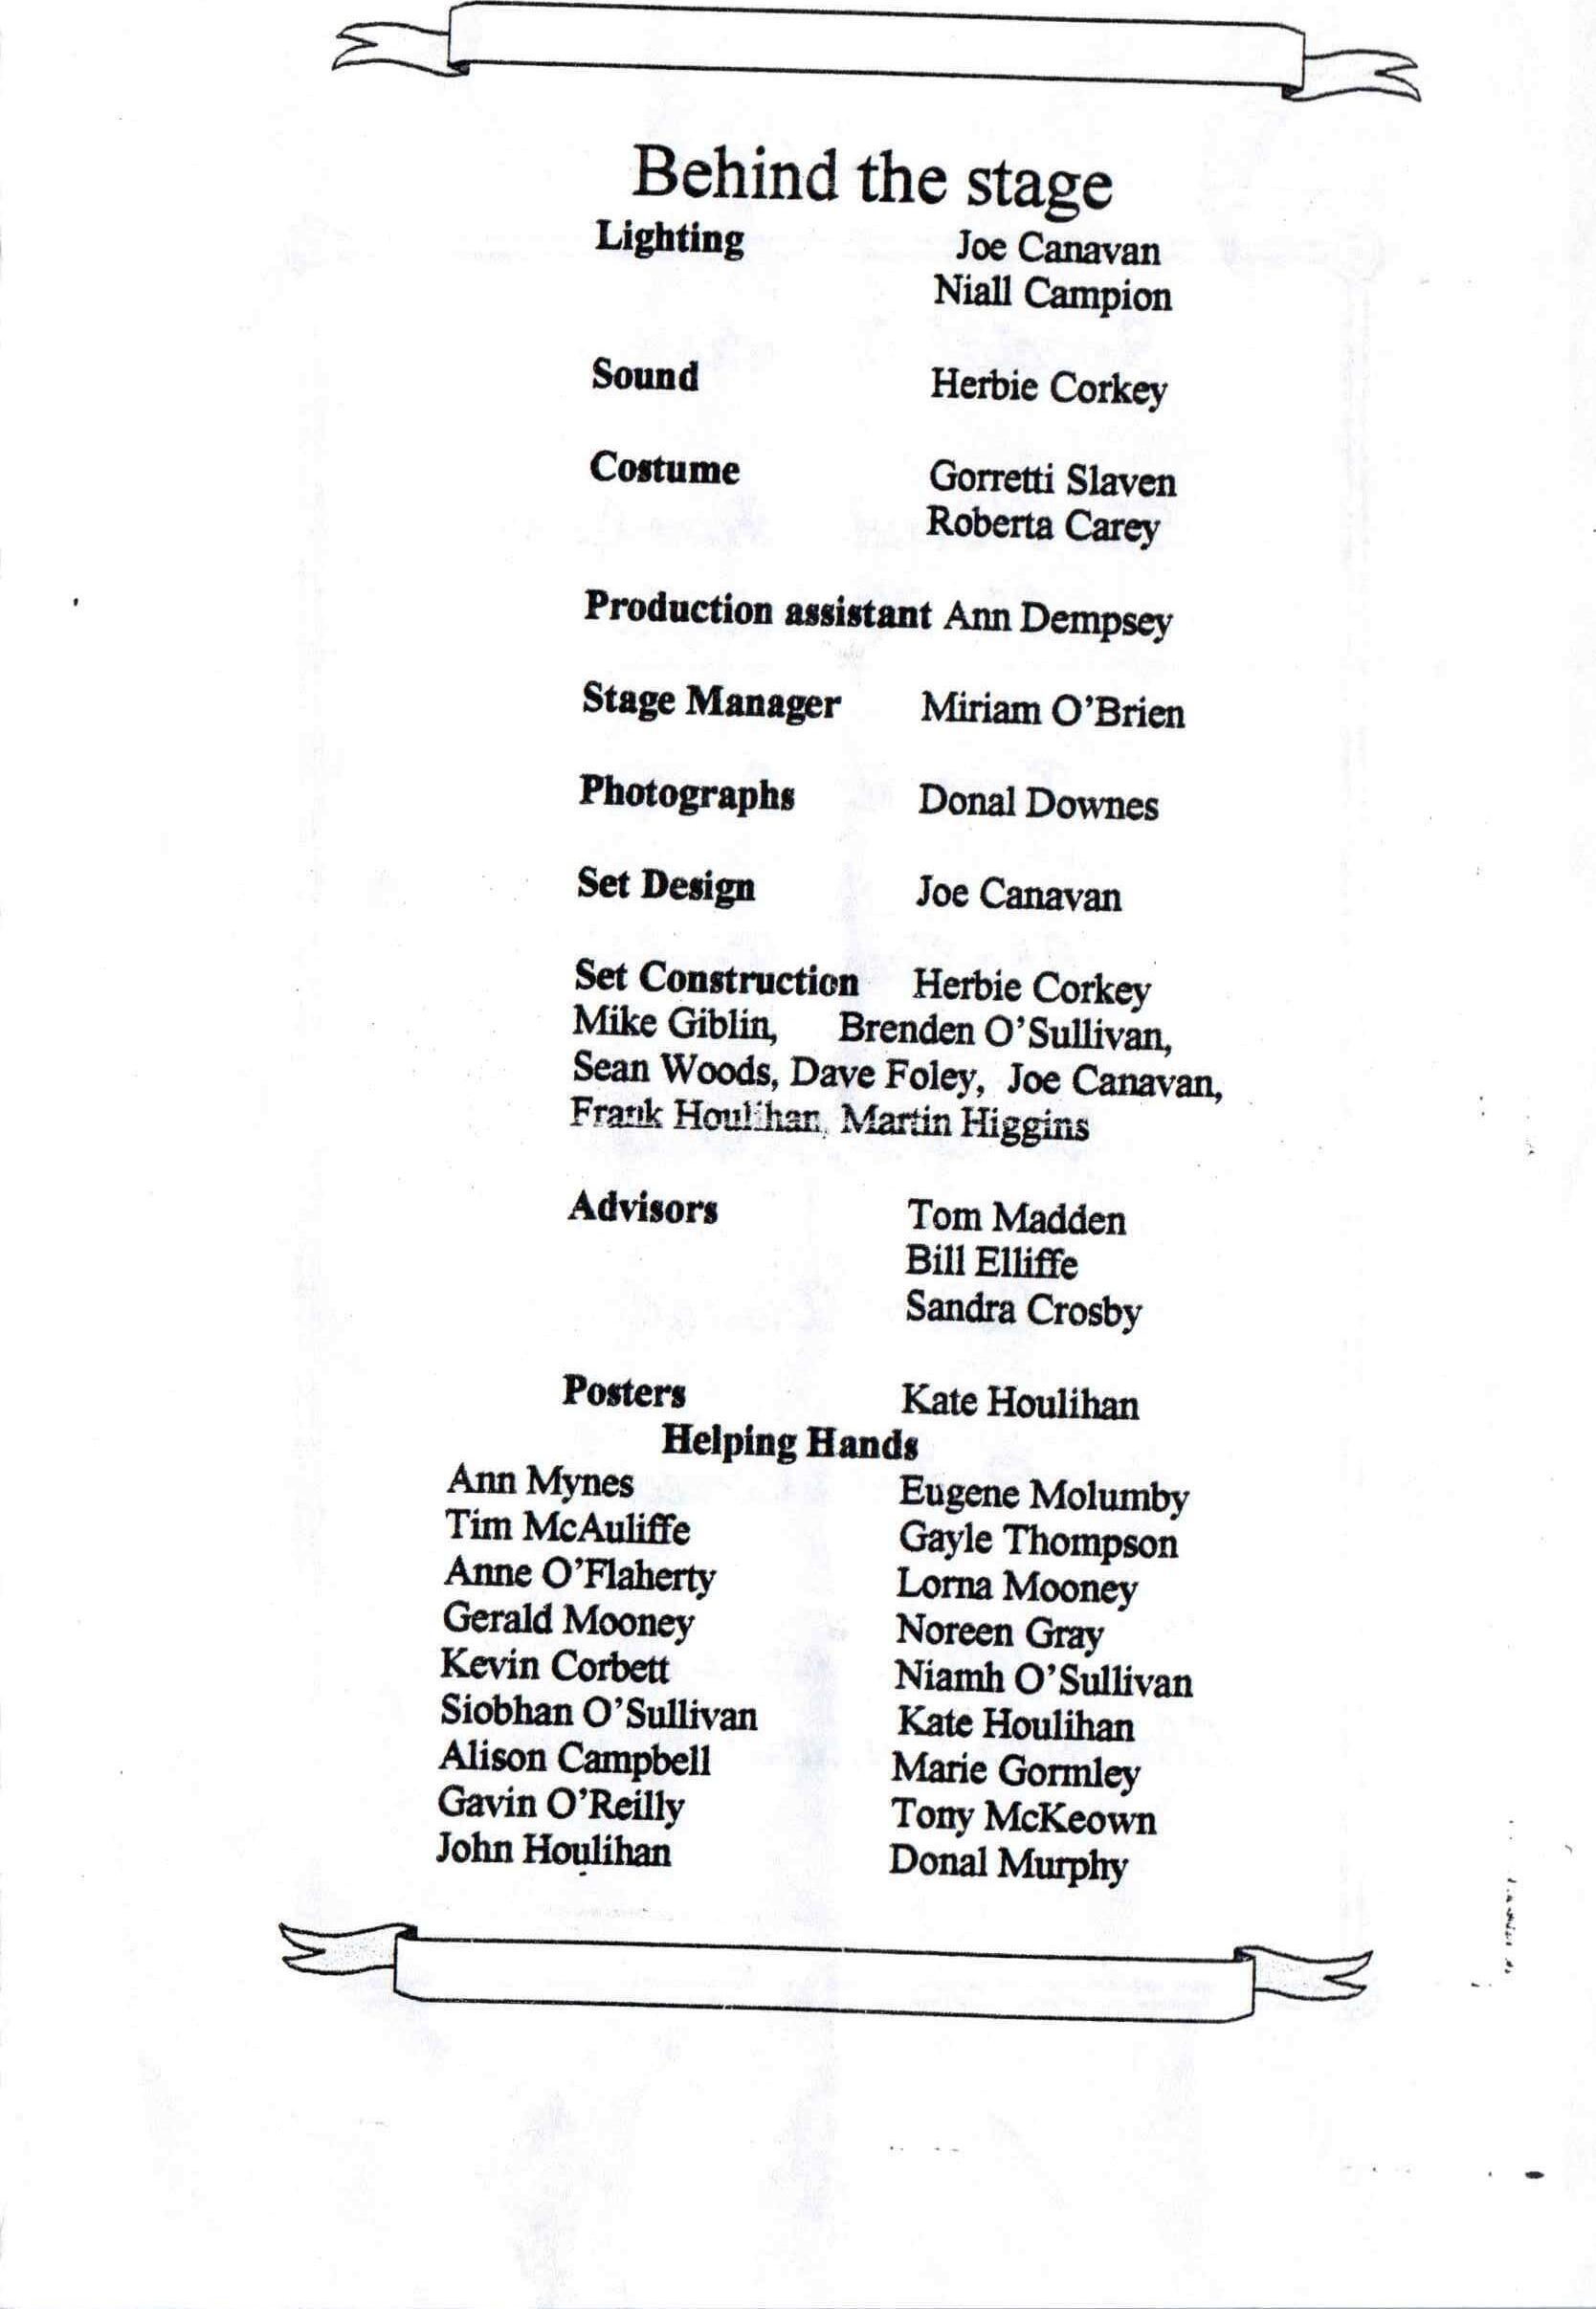 Behind the stage
Lighting Joe Canavan
Niall Campion
Sound Herbie Corkey
Costume Gorretti Slaven
Roberta Carey
Production assistant Ann Dempsey
Stage Manager Miriam O'Brien
Photographs Donal Downes
Set Design Joe Canavan
Set Construction Herbie Corkey
Mike Giblin, Brenden O'Sullivan,
Sean Woods, Dave Foley, Joe Canavan,
Frank Houlihan, Martin Higgins
Advisors Tom Madden
Bill Elliffe
Sandra Crosby
Posters Kate Houlihan
Helping Hands
Ann Mynes Eugene Molumby
Tim McAuliffe Gayle Thompson
Anne O'Flaherty Lorna Mooney
Gerald Mooney Noreen Gray
Kevin Corbett Niamh O'Sullivan
Siobhan O'Sullivan Kate Houlihan
Alison Campbell Marie Gormley
Gavin O'Reilly Tony McKeown
John Houlihan Donal Murphy